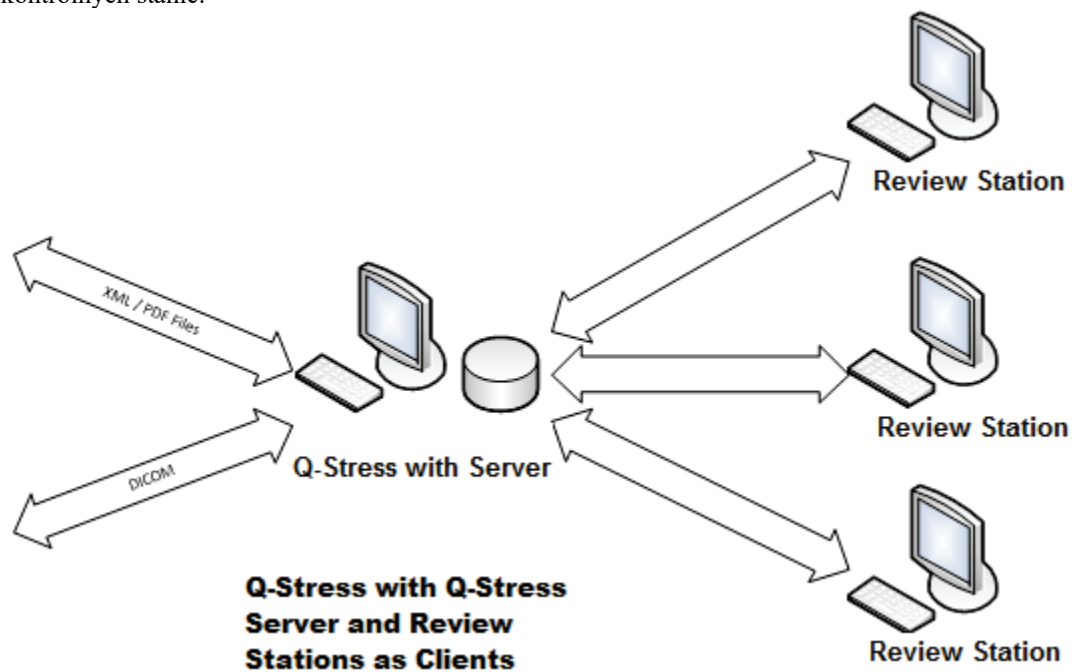 Review Station
XML / PDF Files
Review Station
Q-Stress with Server
DICOM
Q-Stress with Q-Stress
Server and Review
Stations as Clients
Review Station